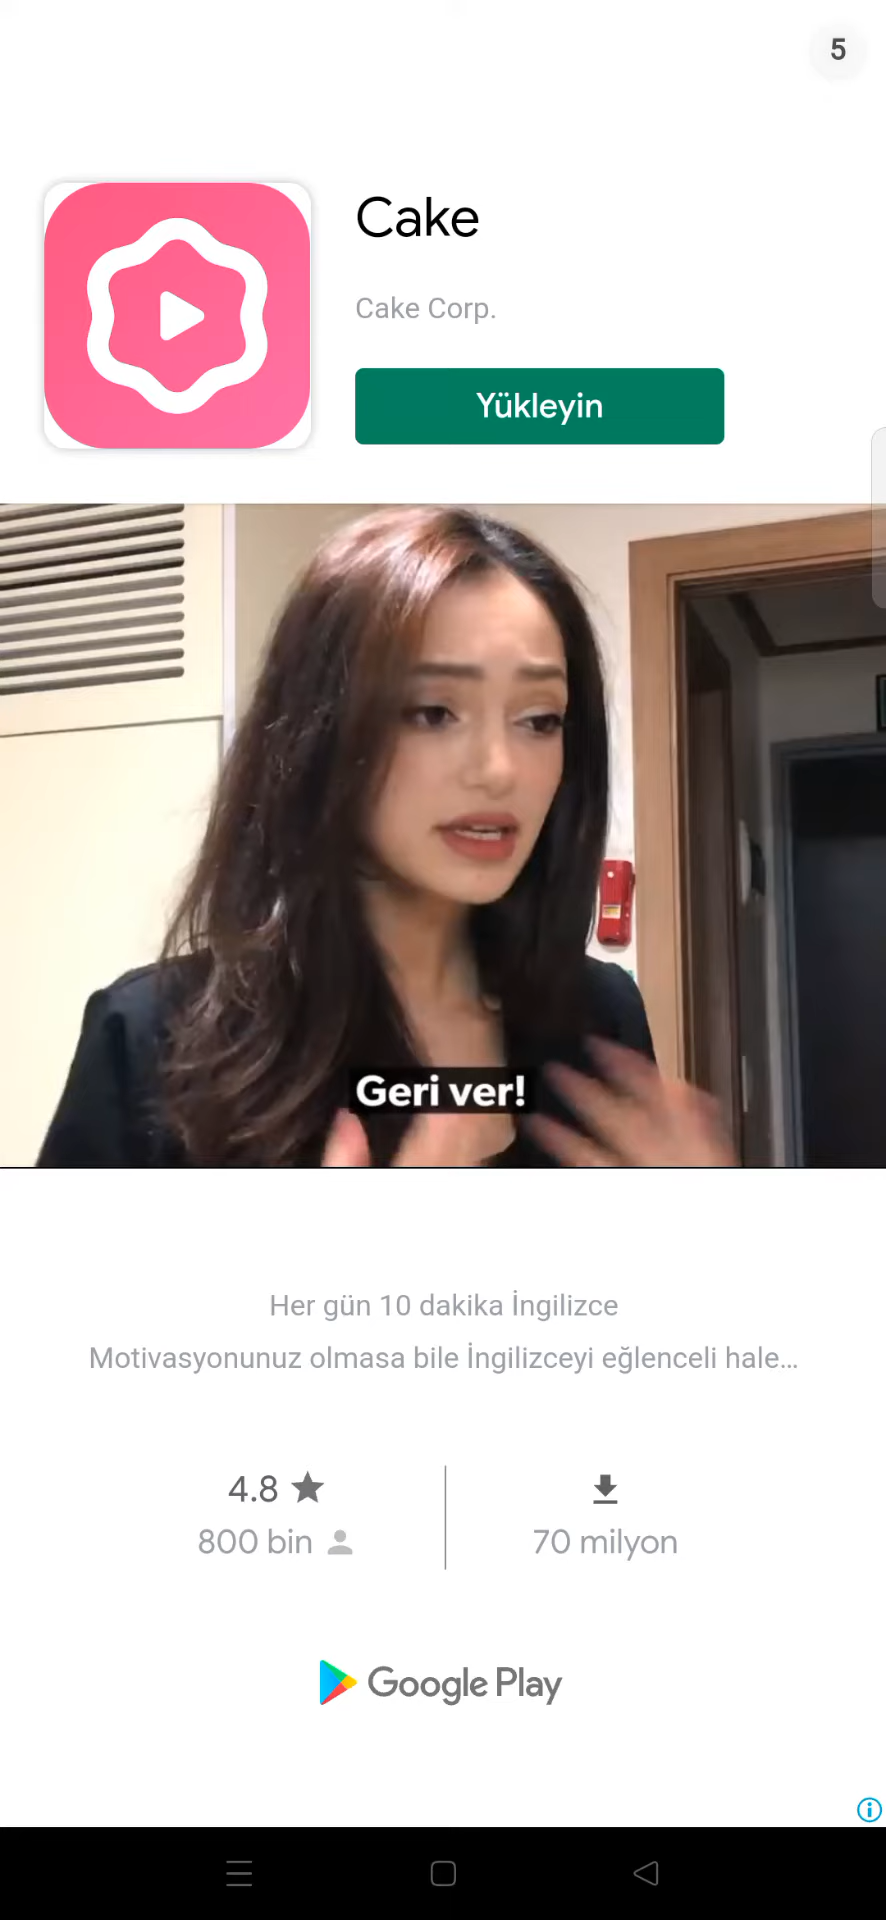 5
Cake
Cake Corp.
Yükleyin
Geri ver!
Her gün 10 dakika İngilizce
Motivasyonunuz olmasa bile İngilizceyi eğlenceli hale...
4.8
800 bin
70 milyon
Google Play